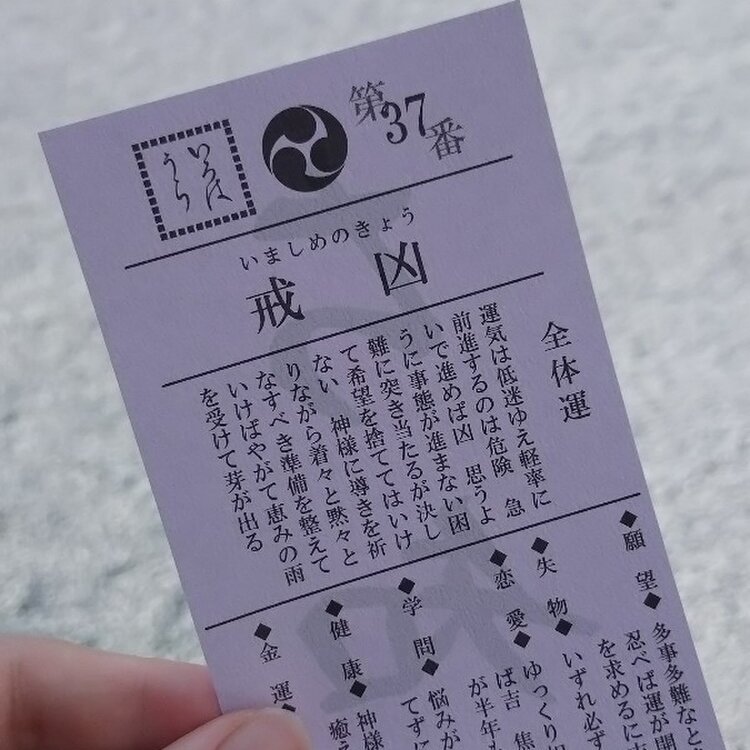 いろは
うら
第37番
いましめのきょう
戒凶
全体運
運気は低迷ゆえ軽率に
前進するのは危険 急
いで進めば凶 思うよ
うに事態が進まない困
難に突き当たるが決し
て希望を捨ててはいけ
ない 神様に導きを祈
りながら着々と黙々と
なすべき準備を整えて
いけばやがて恵みの雨
を受けて芽が出る
◆願望◆多事多難なと
忍べば運が開
を求めるに
◆失物◆いずれ必ず
◆恋愛◆ゆっくり
ば吉 焦
が半年
◆学問◆悩みが
てずに
◆健康◆神様
癒え
◆金運◆